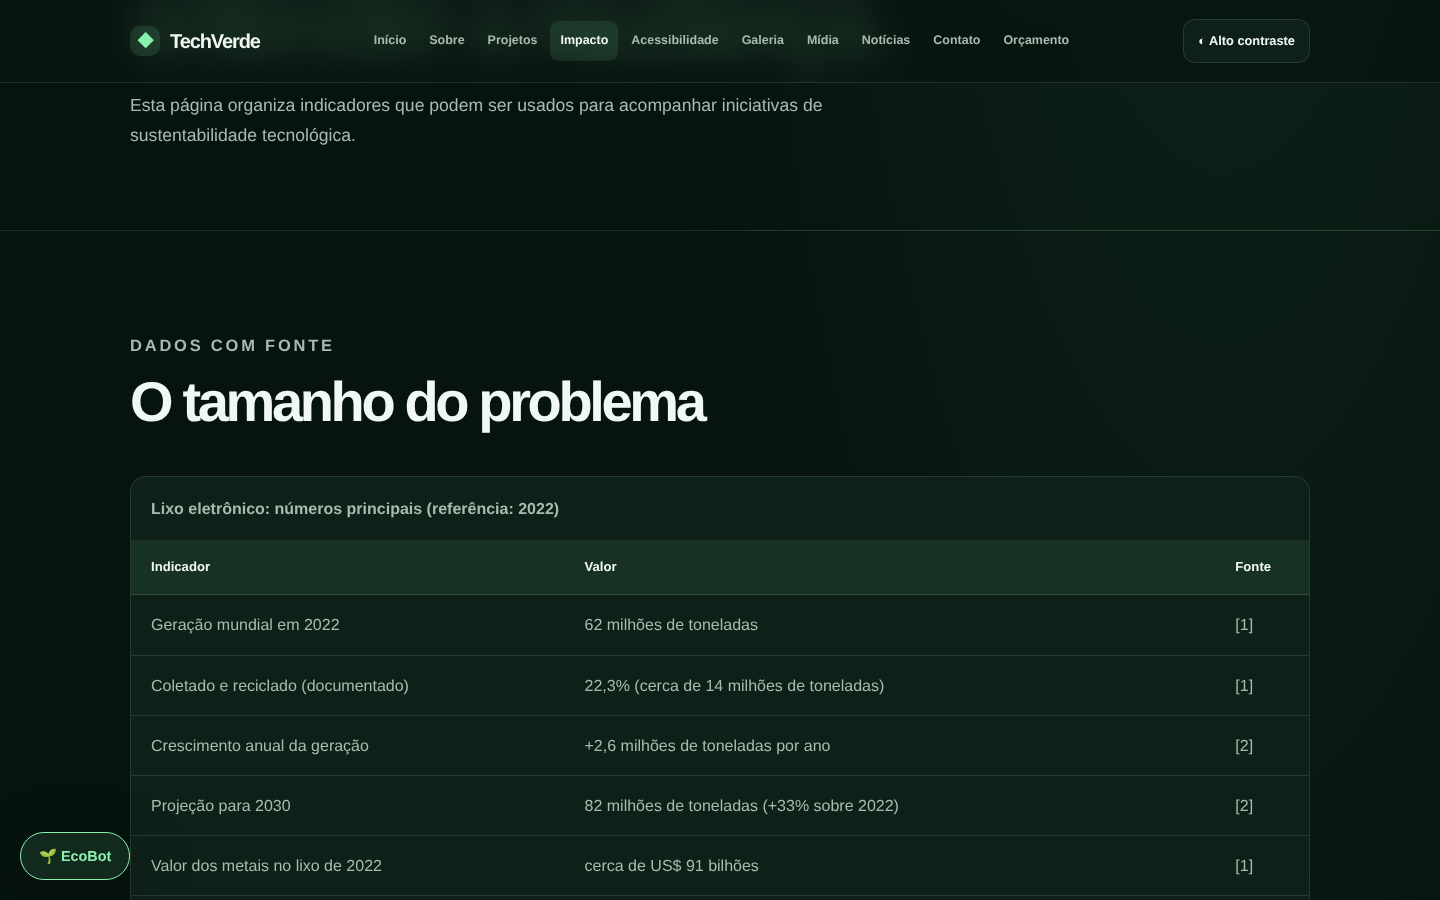 TechVerde
Início Sobre Projetos Impacto Acessibilidade Galeria Mídia Notícias Contato Orçamento
Alto contraste
Esta página organiza indicadores que podem ser usados para acompanhar iniciativas de
sustentabilidade tecnológica.
DADOS COM FONTE
O tamanho do problema
Lixo eletrônico: números principais (referência: 2022)
Indicador Valor Fonte
Geração mundial em 2022 62 milhões de toneladas [1]
Coletado e reciclado (documentado) 22,3% (cerca de 14 milhões de toneladas) [1]
Crescimento anual da geração +2,6 milhões de toneladas por ano [2]
Projeção para 2030 82 milhões de toneladas (+33% sobre 2022) [2]
Valor dos metais no lixo de 2022 cerca de US$ 91 bilhões [1]
EcoBot